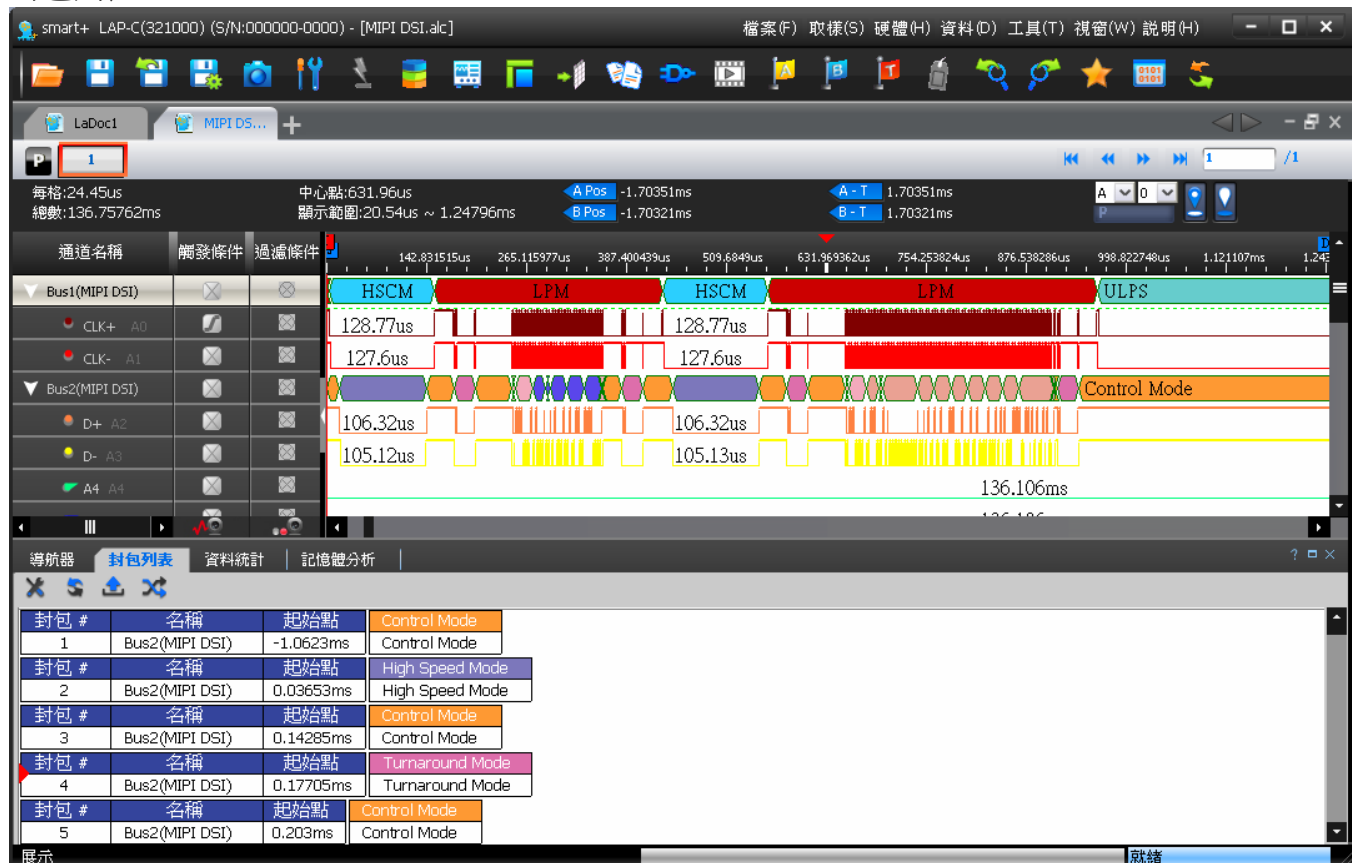 smart+ LAP-C(321000) (S/N:000000-0000) - [MIPI DSI.alc] 檔案(F) 取樣(S) 硬體(H) 資料(D) 工具(T) 視窗(W) 説明(H)
A B T 0101 0101
LaDoc1 MIPI DS... +
P 1 1 /1
每格:24.45us 中心點:631.96us A Pos -1.70351ms A - T 1.70351ms A 0
總數:136.75762ms 顯示範圍:20.54us ~ 1.24796ms B Pos -1.70321ms B - T 1.70321ms P
通道名稱 觸發條件 過濾條件 142.831515us 265.115977us 387.400439us 509.6849us 631.969362us 754.253824us 876.538286us 998.822748us 1.121107ms D
Bus1(MIPI DSI) HSCM LPM HSCM LPM ULPS
CLK+ A0 128.77us 128.77us
CLK- A1 127.6us 127.6us
Bus2(MIPI DSI) Control Mode
D+ A2 106.32us 106.32us
D- A3 105.12us 105.13us
A4 A4 136.106ms
導航器 封包列表 資料統計 記憶體分析 ?
封包 # 名稱 起始點 Control Mode
1 Bus2(MIPI DSI) -1.0623ms Control Mode
封包 # 名稱 起始點 High Speed Mode
2 Bus2(MIPI DSI) 0.03653ms High Speed Mode
封包 # 名稱 起始點 Control Mode
3 Bus2(MIPI DSI) 0.14285ms Control Mode
封包 # 名稱 起始點 Turnaround Mode
4 Bus2(MIPI DSI) 0.17705ms Turnaround Mode
封包 # 名稱 起始點 Control Mode
5 Bus2(MIPI DSI) 0.203ms Control Mode
展示 就緒